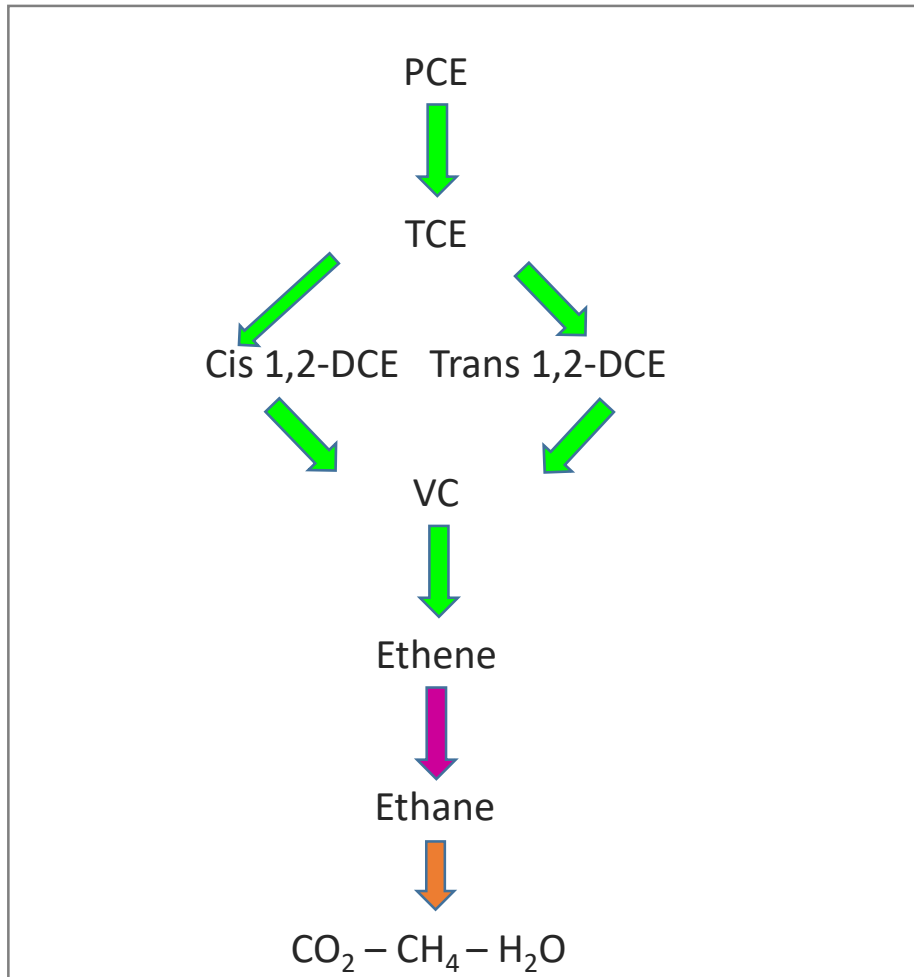 PCE
TCE
Cis 1,2-DCE Trans 1,2-DCE
VC
Ethene
Ethane
CO₂ – CH₄ – H₂O